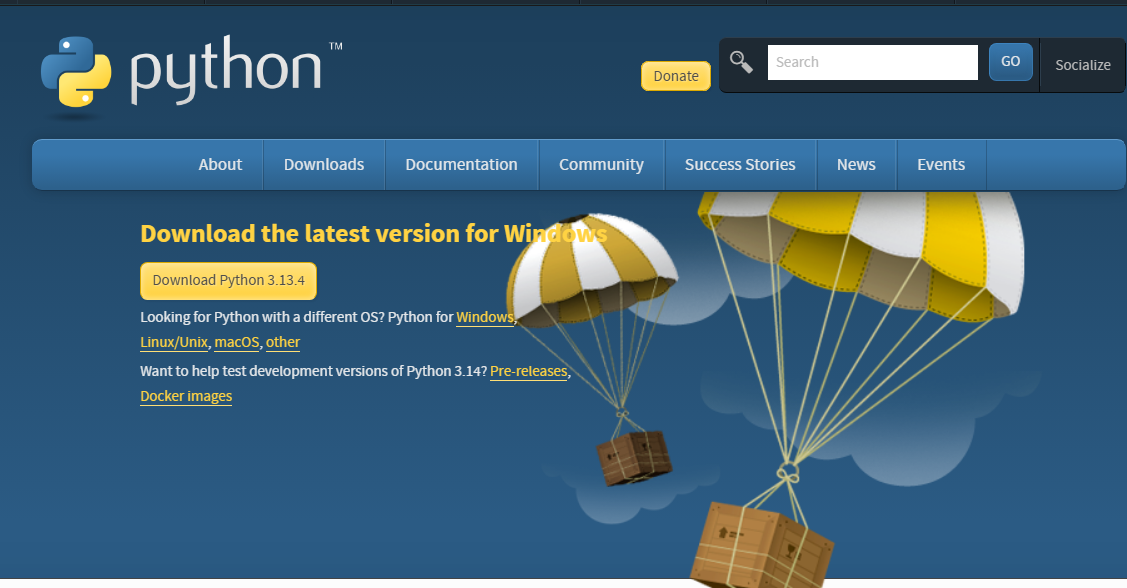 python™
Donate
Search
GO
Socialize
About
Downloads
Documentation
Community
Success Stories
News
Events
Download the latest version for Windows
Download Python 3.13.4
Looking for Python with a different OS? Python for Windows,
Linux/Unix, macOS, other
Want to help test development versions of Python 3.14? Pre-releases,
Docker images